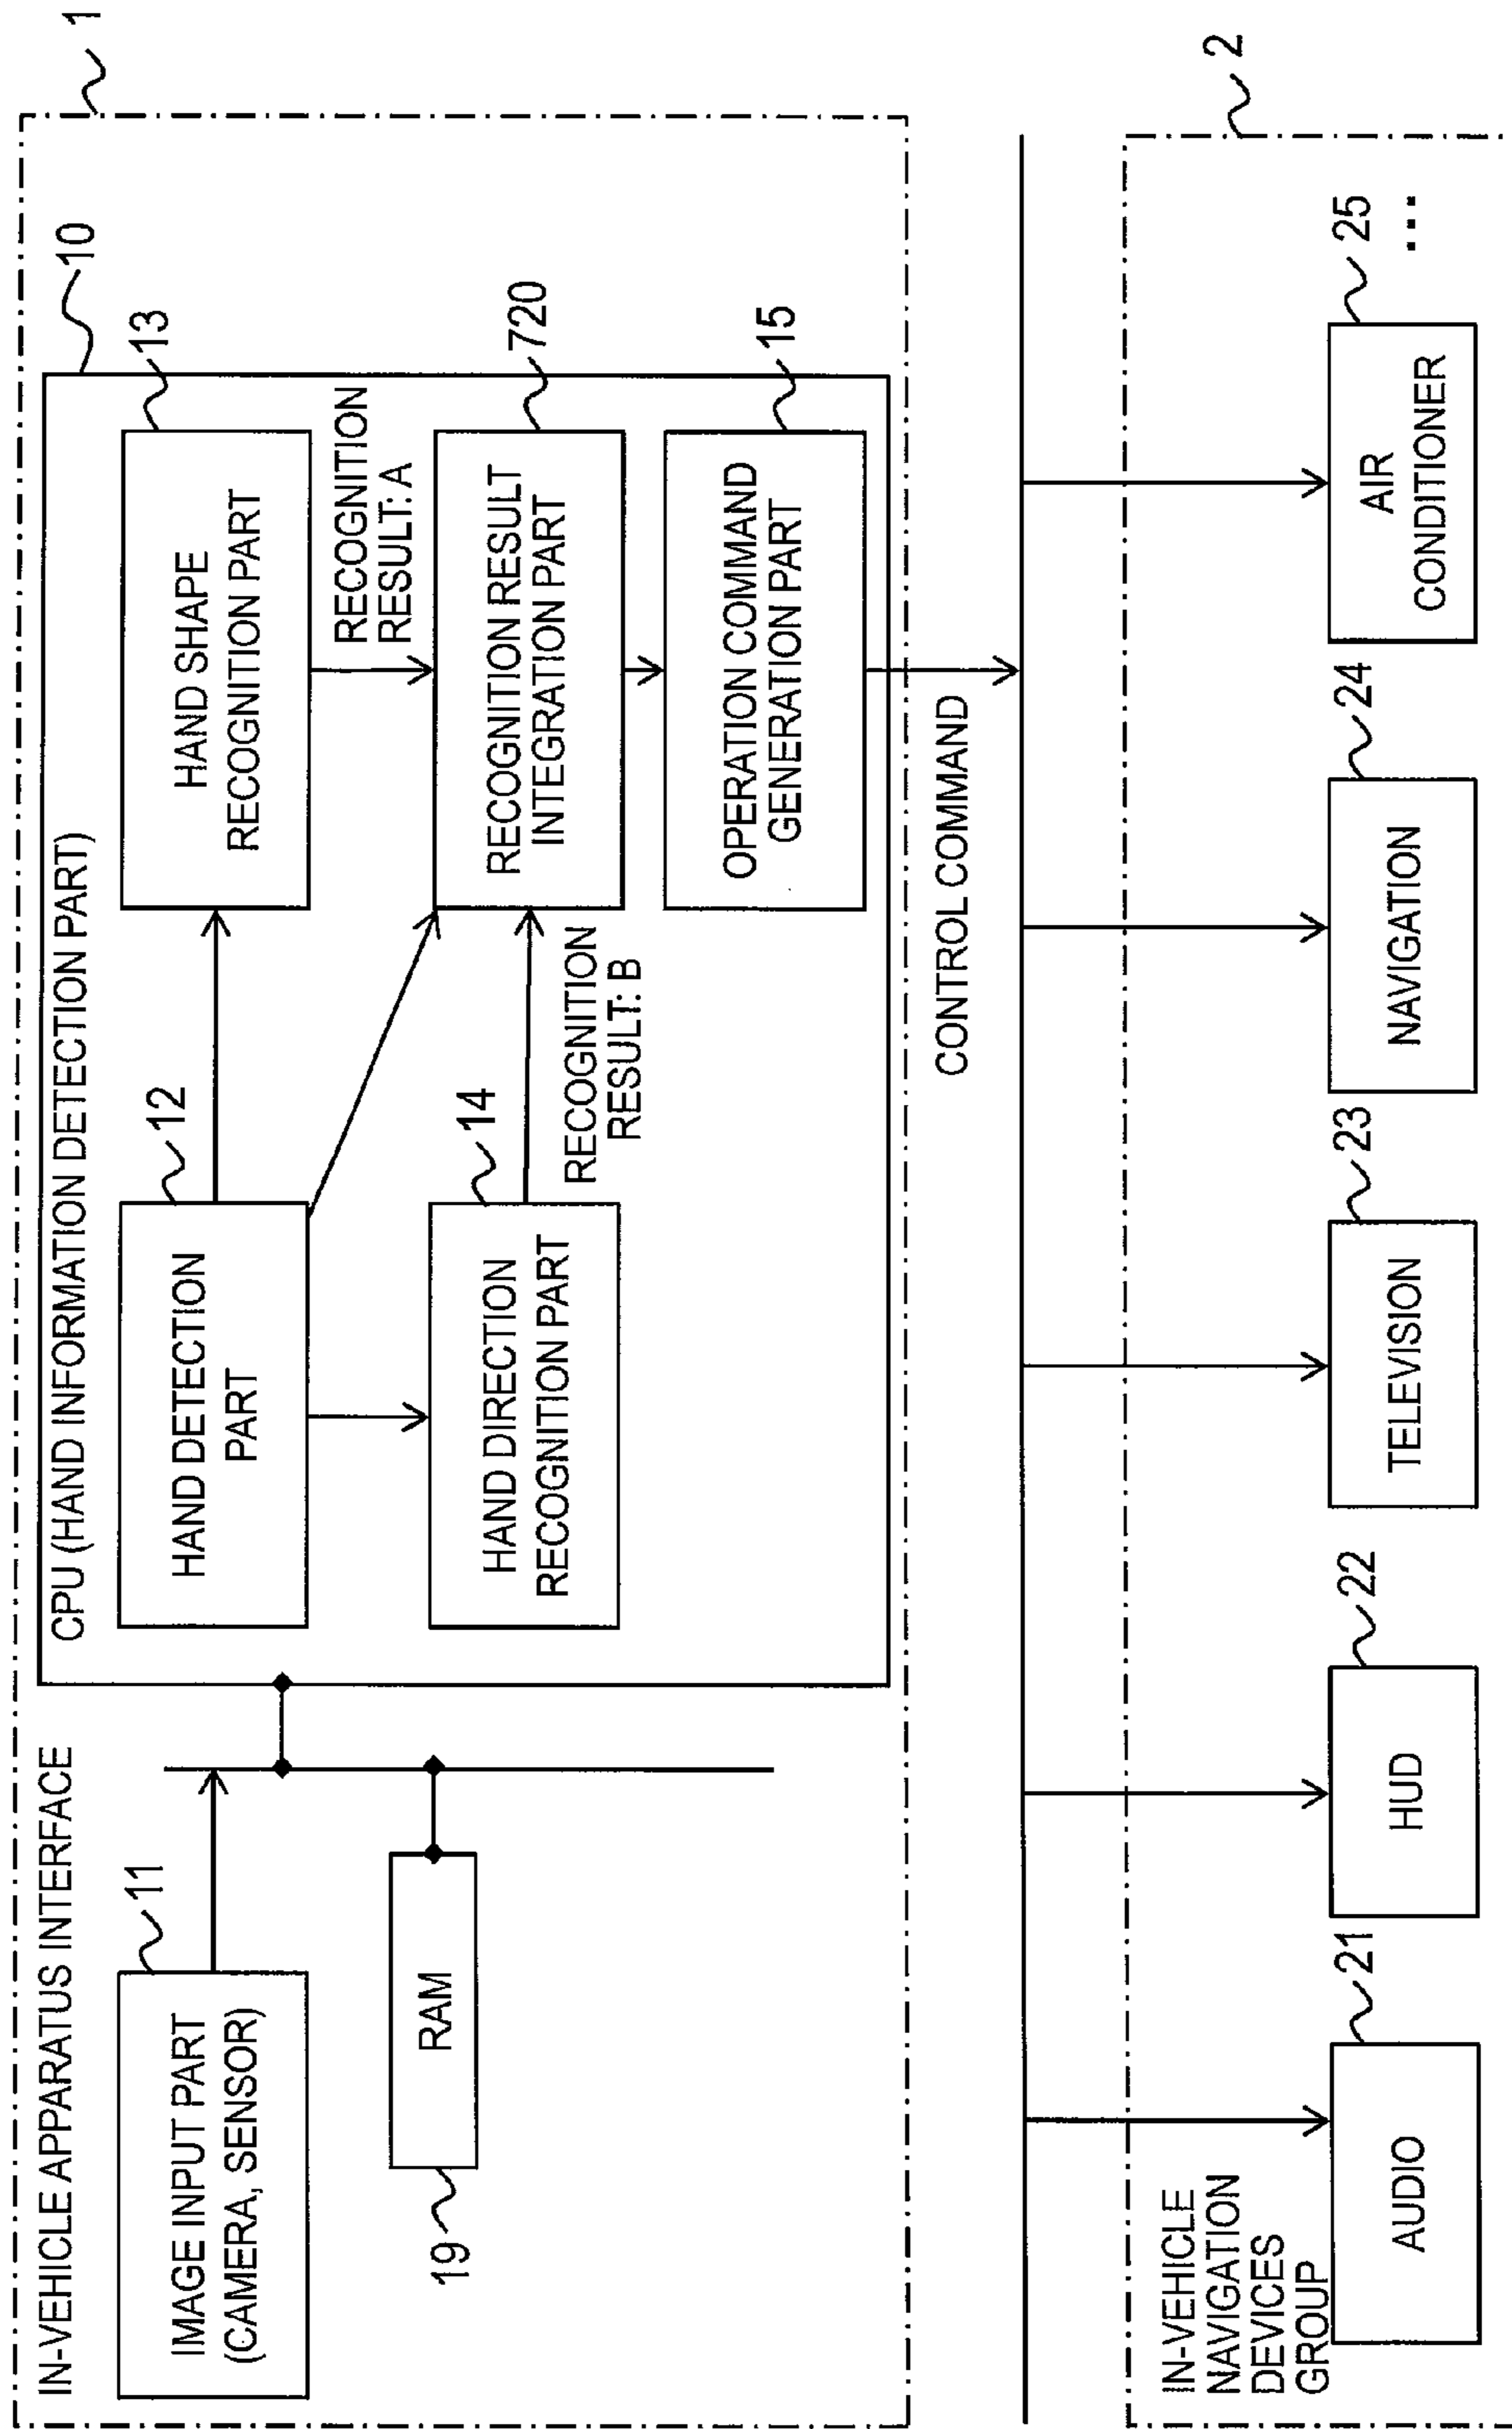 IN-VEHICLE APPARATUS INTERFACE
1
IMAGE INPUT PART
(CAMERA, SENSOR)
11
RAM
19
CPU (HAND INFORMATION DETECTION PART)
10
HAND DETECTION
PART
12
HAND SHAPE
RECOGNITION PART
13
RECOGNITION
RESULT: A
HAND DIRECTION
RECOGNITION PART
14
RECOGNITION
RESULT: B
RECOGNITION RESULT
INTEGRATION PART
720
OPERATION COMMAND
GENERATION PART
15
CONTROL COMMAND
IN-VEHICLE
NAVIGATION
DEVICES
GROUP
2
AUDIO
21
HUD
22
TELEVISION
23
NAVIGATION
24
AIR
CONDITIONER
25
...